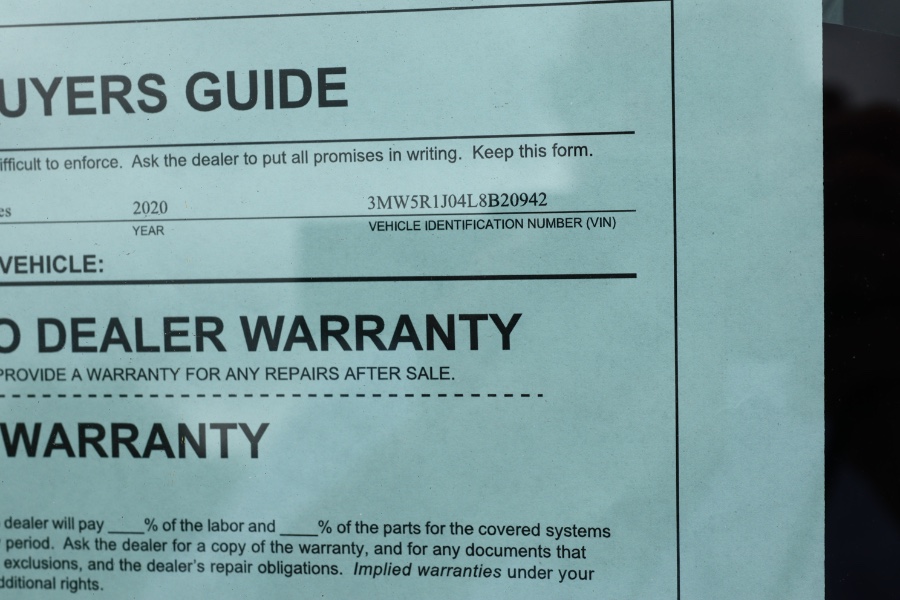 UYERS GUIDE
ifficult to enforce. Ask the dealer to put all promises in writing. Keep this form.
es 2020 3MW5R1J04L8B20942
YEAR VEHICLE IDENTIFICATION NUMBER (VIN)
VEHICLE:
O DEALER WARRANTY
PROVIDE A WARRANTY FOR ANY REPAIRS AFTER SALE.
WARRANTY
dealer will pay ____% of the labor and ____% of the parts for the covered systems
period. Ask the dealer for a copy of the warranty, and for any documents that
exclusions, and the dealer's repair obligations. Implied warranties under your
dditional rights.